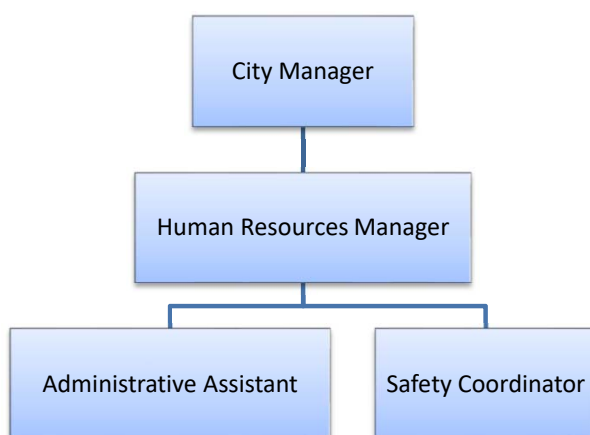 City Manager
Human Resources Manager
Administrative Assistant
Safety Coordinator